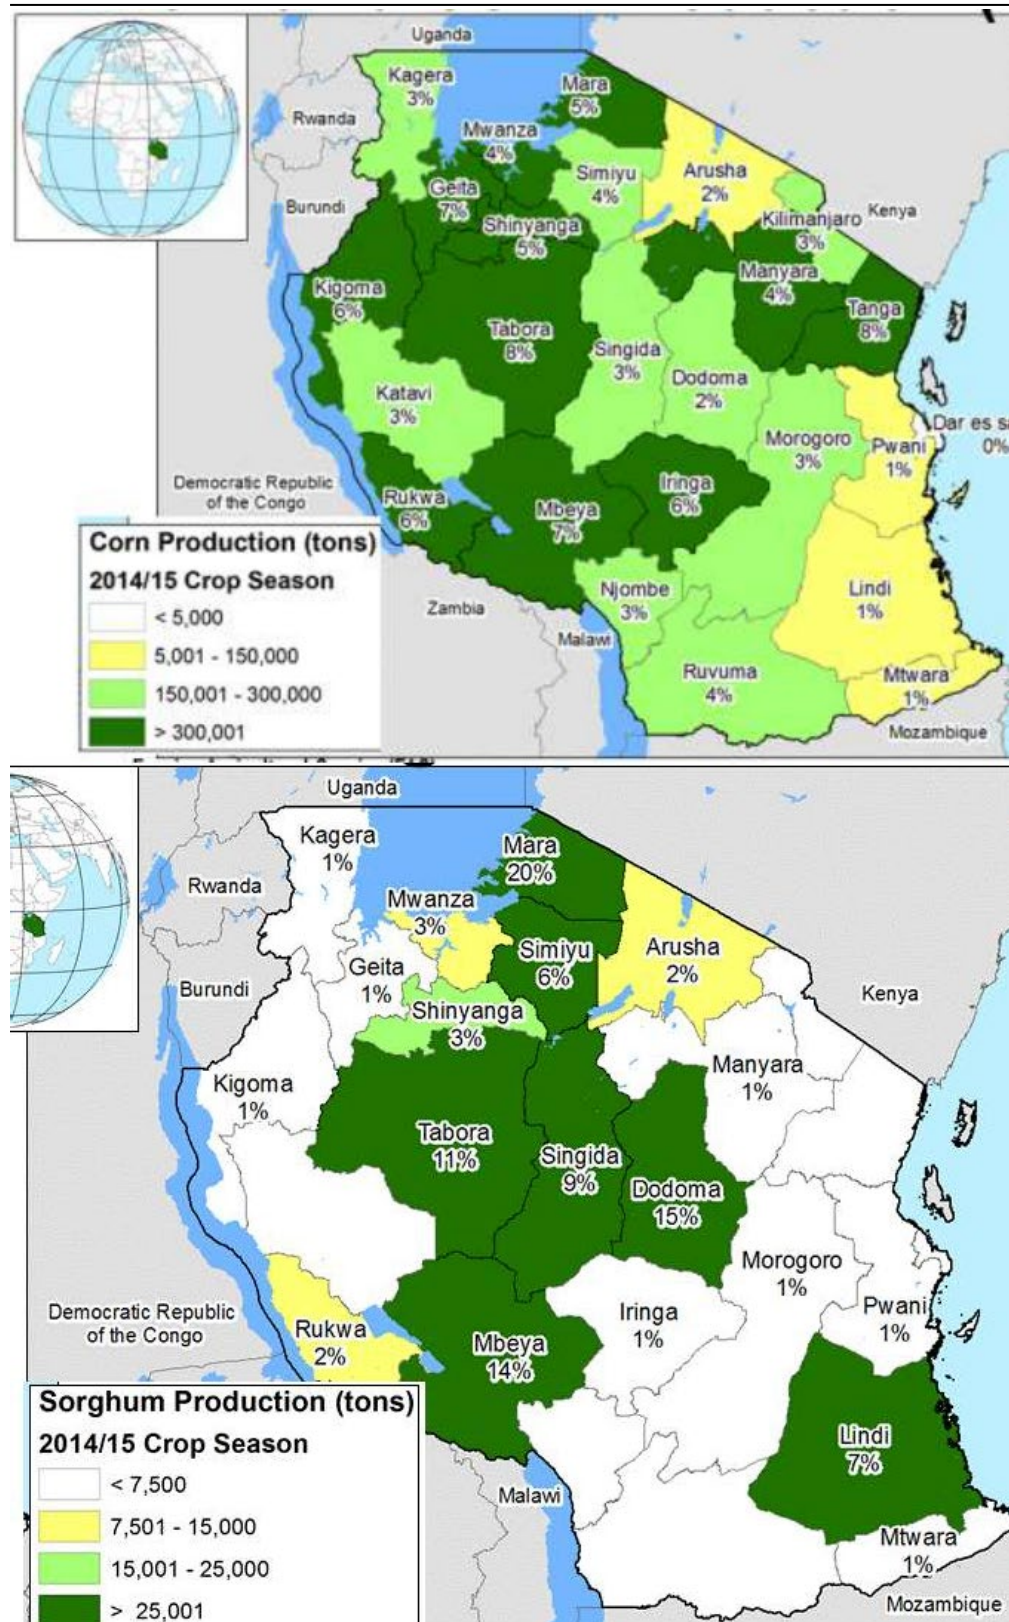 Uganda
Kagera
3%
Mara
5%
Rwanda
Mwanza
4%
Simiyu
4%
Arusha
2%
Burundi
Geita
7%
Shinyanga
5%
Kilimanjaro
3%
Kenya
Kigoma
6%
Manyara
4%
Tanga
8%
Tabora
8%
Singida
3%
Dodoma
2%
Katavi
3%
Morogoro
3%
Pwani
1%
Dar es sa
0%
Democratic Republic
of the Congo
Rukwa
6%
Mbeya
7%
Iringa
6%
Corn Production (tons)
2014/15 Crop Season
< 5,000
5,001 - 150,000
150,001 - 300,000
> 300,001
Zambia
Njombe
3%
Malawi
Lindi
1%
Ruvuma
4%
Mtwara
1%
Mozambique
Uganda
Kagera
1%
Mara
20%
Rwanda
Mwanza
3%
Simiyu
6%
Arusha
2%
Geita
1%
Burundi
Kenya
Shinyanga
3%
Kigoma
1%
Manyara
1%
Tabora
11%
Singida
9%
Dodoma
15%
Morogoro
1%
Democratic Republic
of the Congo
Iringa
1%
Pwani
1%
Rukwa
2%
Mbeya
14%
Sorghum Production (tons)
2014/15 Crop Season
< 7,500
7,501 - 15,000
15,001 - 25,000
> 25,001
Lindi
7%
Malawi
Mtwara
1%
Mozambique